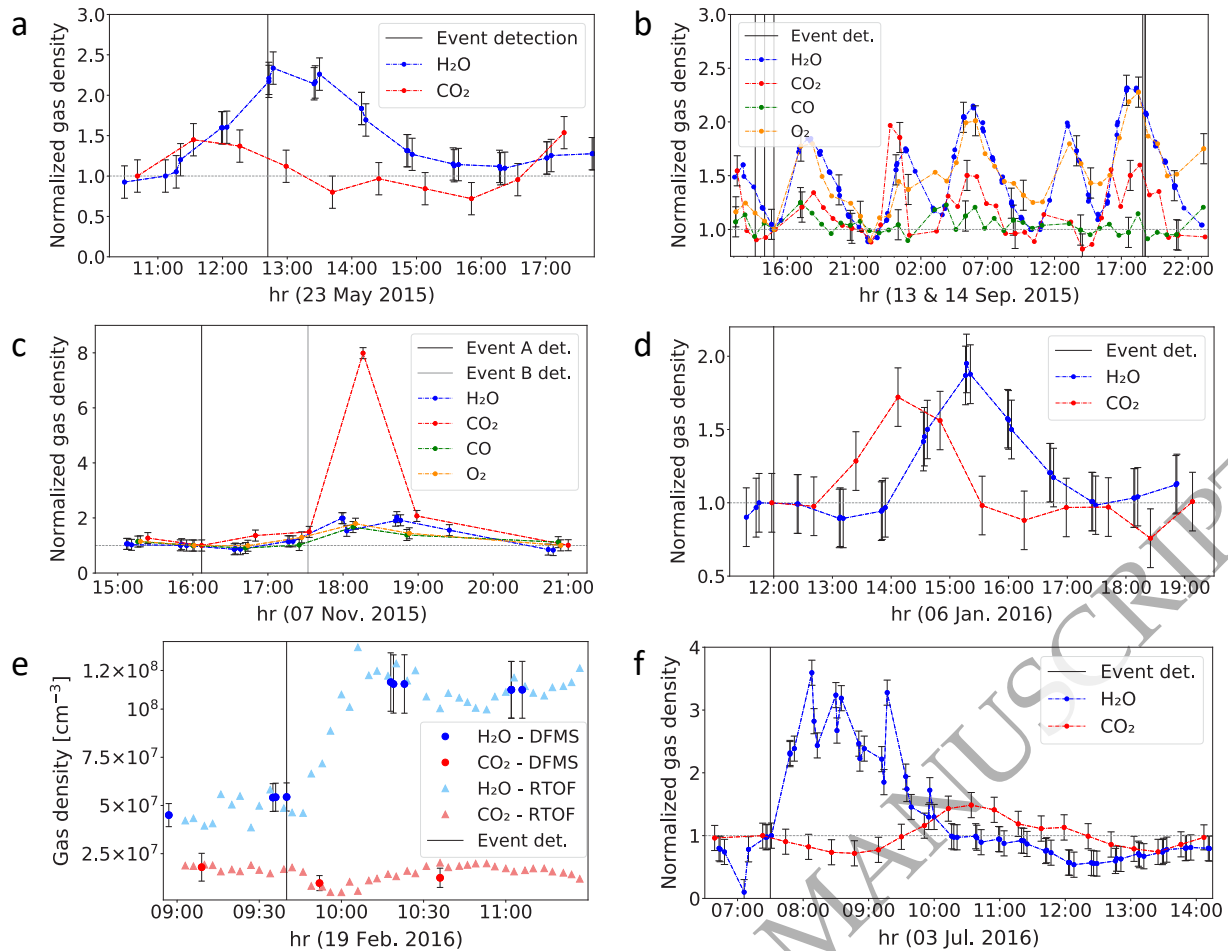 a
3.0
2.5
2.0
1.5
1.0
0.5
0.0
Normalized gas density
Event detection
H₂O
CO₂
11:00 12:00 13:00 14:00 15:00 16:00 17:00
hr (23 May 2015)
b
3.0
2.5
2.0
1.5
1.0
Normalized gas density
Event det.
H₂O
CO₂
CO
O₂
16:00 21:00 02:00 07:00 12:00 17:00 22:00
hr (13 & 14 Sep. 2015)
c
8
6
4
2
0
Normalized gas density
Event A det.
Event B det.
H₂O
CO₂
CO
O₂
15:00 16:00 17:00 18:00 19:00 20:00 21:00
hr (07 Nov. 2015)
d
2.0
1.5
1.0
0.5
Normalized gas density
Event det.
H₂O
CO₂
12:00 13:00 14:00 15:00 16:00 17:00 18:00 19:00
hr (06 Jan. 2016)
e
1.2×10⁸
10⁸
7.5×10⁷
5×10⁷
2.5×10⁷
Gas density [cm⁻³]
H₂O - DFMS
CO₂ - DFMS
H₂O - RTOF
CO₂ - RTOF
Event det.
09:00 09:30 10:00 10:30 11:00
hr (19 Feb. 2016)
f
4
3
2
1
0
Normalized gas density
Event det.
H₂O
CO₂
07:00 08:00 09:00 10:00 11:00 12:00 13:00 14:00
hr (03 Jul. 2016)
MANUSCRIPT